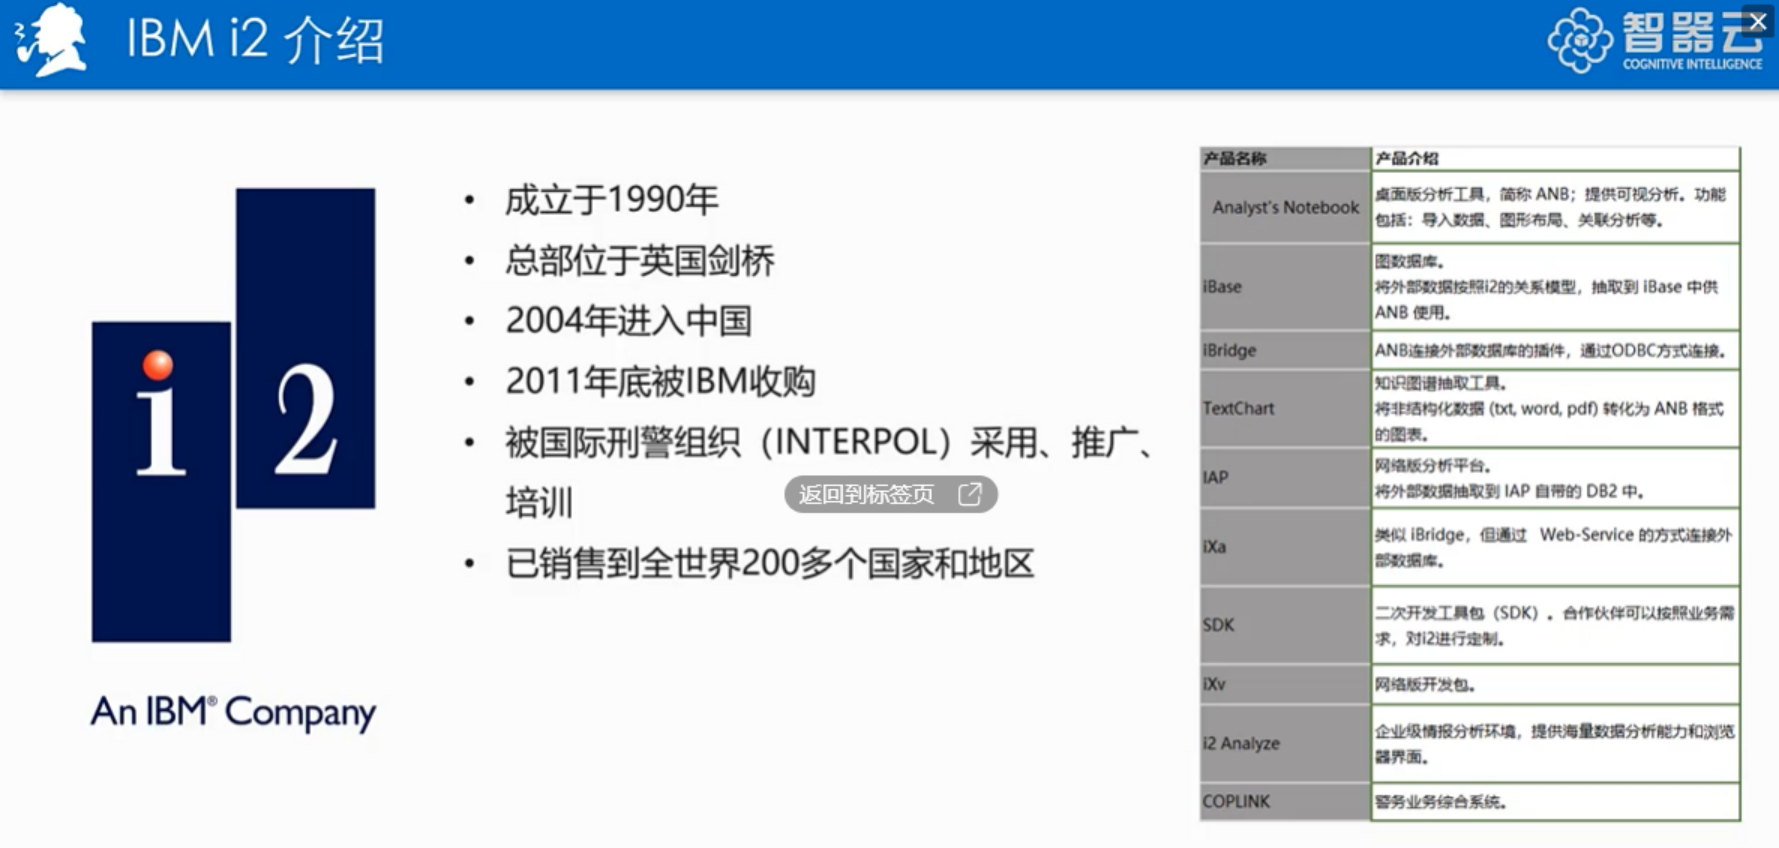 IBM i2 介绍
智器云
COGNITIVE INTELLIGENCE
i2
An IBM® Company
• 成立于1990年
• 总部位于英国剑桥
• 2004年进入中国
• 2011年底被IBM收购
• 被国际刑警组织（INTERPOL）采用、推广、
培训
• 已销售到全世界200多个国家和地区
返回到标签页
产品名称 产品介绍
Analyst's Notebook
桌面版分析工具，简称 ANB；提供可视分析。功能
包括：导入数据、图形布局、关联分析等。
iBase
图数据库。
将外部数据按照i2的关系模型，抽取到 iBase 中供
ANB 使用。
iBridge
ANB连接外部数据库的插件，通过ODBC方式连接。
TextChart
知识图谱抽取工具。
将非结构化数据 (txt, word, pdf) 转化为 ANB 格式
的图表。
IAP
网络版分析平台。
将外部数据抽取到 IAP 自带的 DB2 中。
iXa
类似 iBridge，但通过 Web-Service 的方式连接外
部数据库。
SDK
二次开发工具包（SDK）。合作伙伴可以按照业务需
求，对i2进行定制。
iXv
网络版开发包。
i2 Analyze
企业级情报分析环境，提供海量数据分析能力和浏览
器界面。
COPLINK
警务业务综合系统。